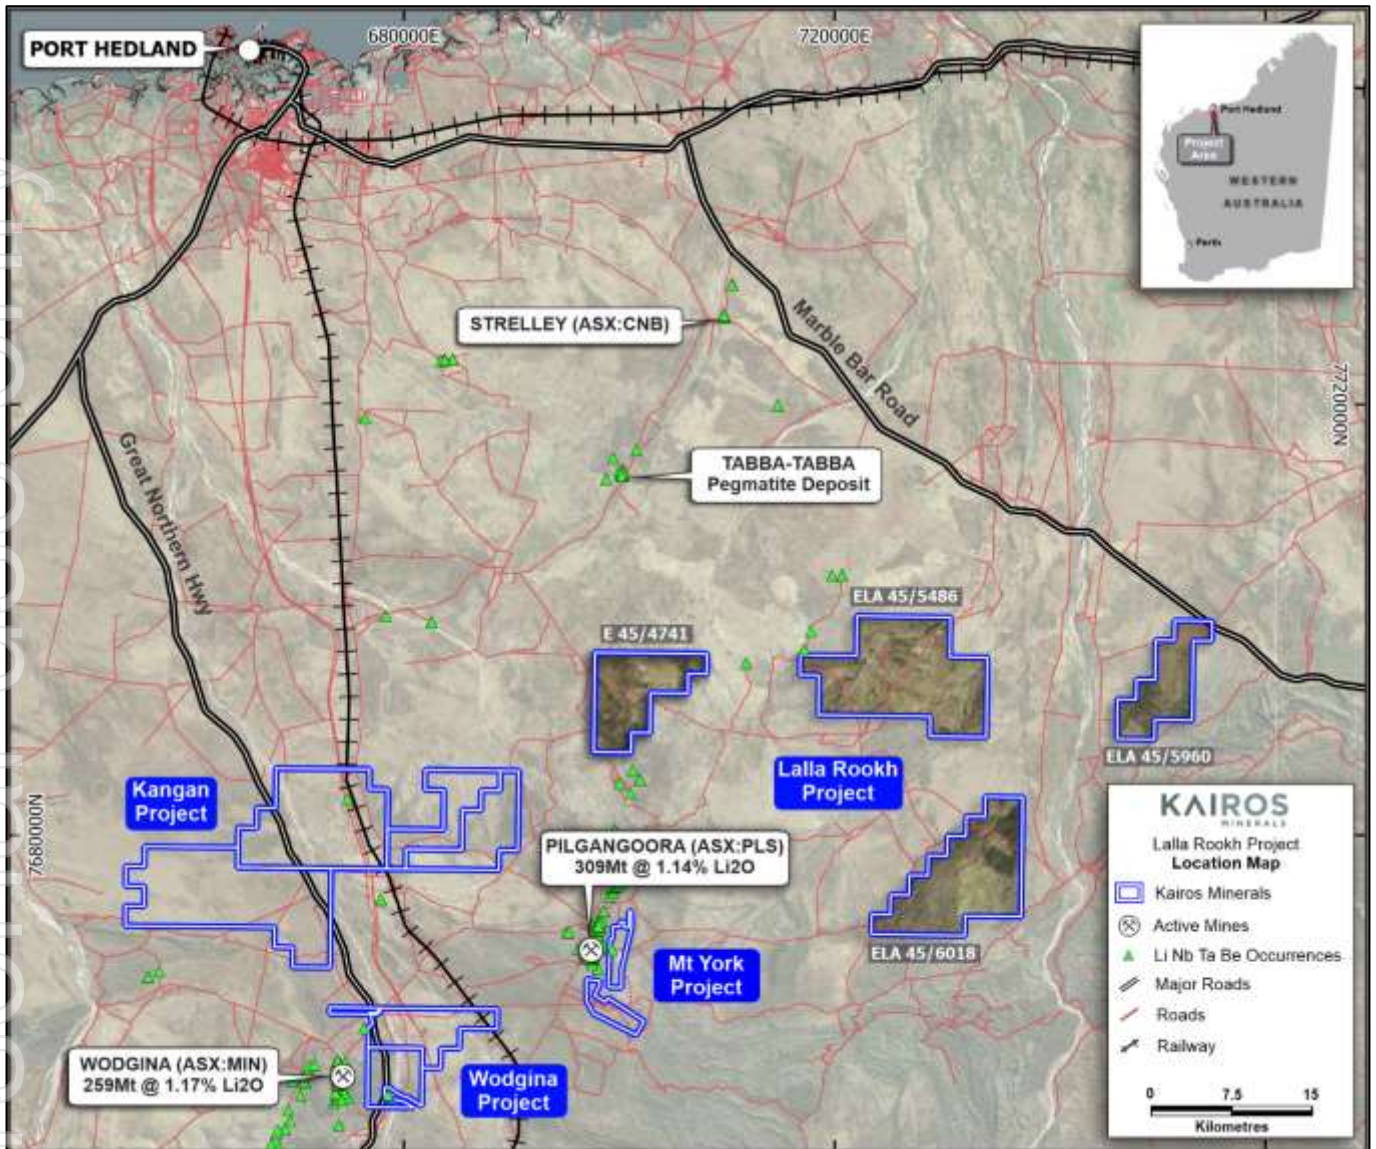 PORT HEDLAND
680000E
720000E
Port Hedland
Project
Area
WESTERN
AUSTRALIA
Perth
STRELLEY (ASX:CNB)
Marble Bar Road
7720000N
Great Northern Hwy
TABBA-TABBA
Pegmatite Deposit
ELA 45/5486
E 45/4741
ELA 45/5960
Kangan
Project
Lalla Rookh
Project
7680000N
PILGANGOORA (ASX:PLS)
309Mt @ 1.14% Li2O
ELA 45/6018
Mt York
Project
WODGINA (ASX:MIN)
259Mt @ 1.17% Li2O
Wodgina
Project
KAIROS
MINERALS
Lalla Rookh Project
Location Map
Kairos Minerals
Active Mines
Li Nb Ta Be Occurrences
Major Roads
Roads
Railway
0 7.5 15
Kilometres